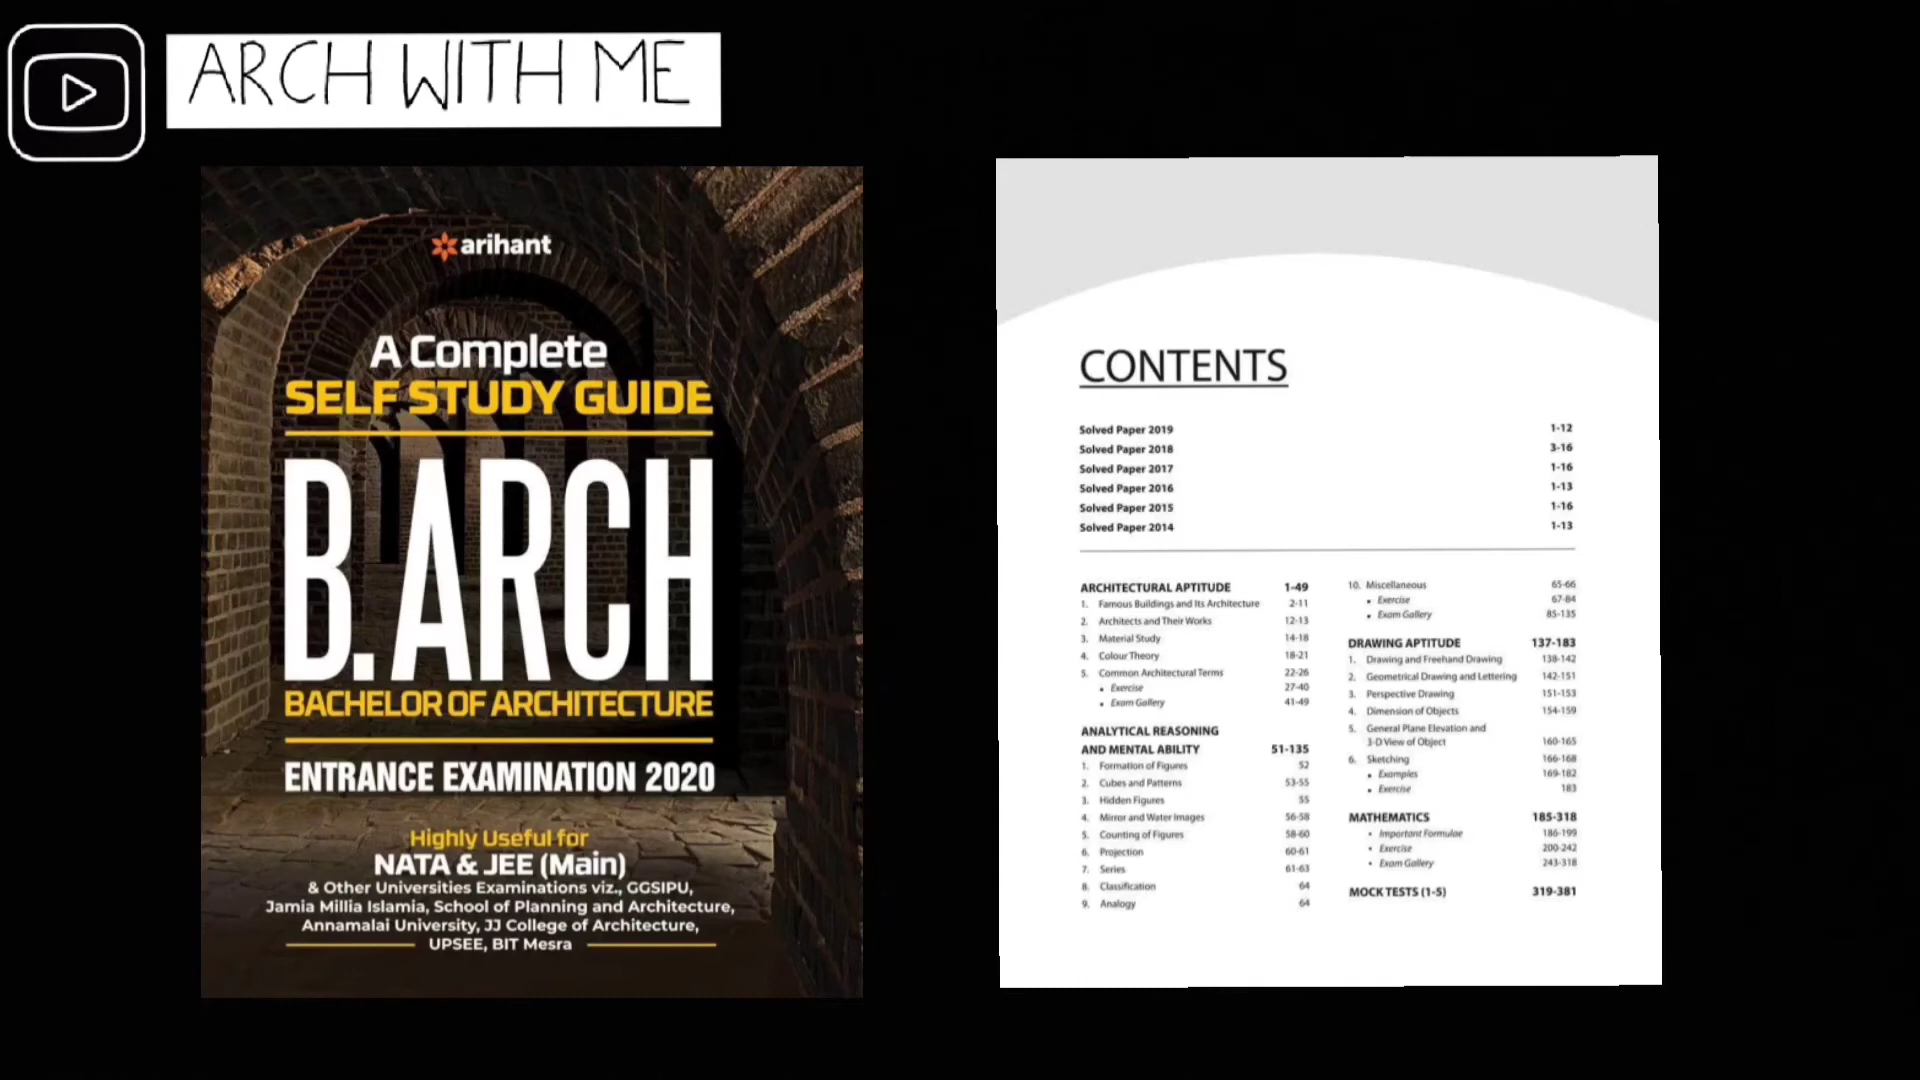 ARCH WITH ME
arihant
A Complete
SELF STUDY GUIDE
B.ARCH
BACHELOR OF ARCHITECTURE
ENTRANCE EXAMINATION 2020
Highly Useful for
NATA & JEE (Main)
& Other Universities Examinations viz., GGSIPU,
Jamia Millia Islamia, School of Planning and Architecture,
Annamalai University, JJ College of Architecture,
UPSEE, BIT Mesra
CONTENTS
Solved Paper 2019 1-12
Solved Paper 2018 3-16
Solved Paper 2017 1-16
Solved Paper 2016 1-13
Solved Paper 2015 1-16
Solved Paper 2014 1-13
ARCHITECTURAL APTITUDE 1-49
1. Famous Buildings and Its Architecture 2-11
2. Architects and Their Works 12-13
3. Material Study 14-18
4. Colour Theory 18-21
5. Common Architectural Terms 22-26
• Exercise 27-40
• Exam Gallery 41-49
ANALYTICAL REASONING
AND MENTAL ABILITY 51-135
1. Formation of Figures 52
2. Cubes and Patterns 53-55
3. Hidden Figures 55
4. Mirror and Water Images 56-58
5. Counting of Figures 58-60
6. Projection 60-61
7. Series 61-63
8. Classification 64
9. Analogy 64
10. Miscellaneous 65-66
• Exercise 67-84
• Exam Gallery 85-135
DRAWING APTITUDE 137-183
1. Drawing and Freehand Drawing 138-142
2. Geometrical Drawing and Lettering 142-151
3. Perspective Drawing 151-153
4. Dimension of Objects 154-159
5. General Plane Elevation and
3-D View of Object 160-165
6. Sketching 166-168
• Examples 169-182
• Exercise 183
MATHEMATICS 185-318
• Important Formulae 186-199
• Exercise 200-242
• Exam Gallery 243-318
MOCK TESTS (1-5) 319-381